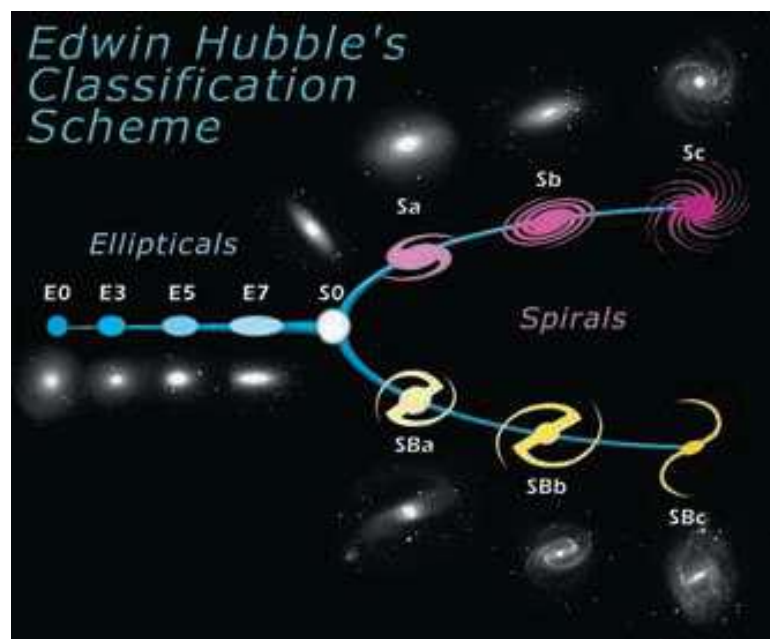 Edwin Hubble's
Classification
Scheme
Ellipticals
E0 E3 E5 E7 S0
Sa
Sb
Sc
Spirals
SBa
SBb
SBc